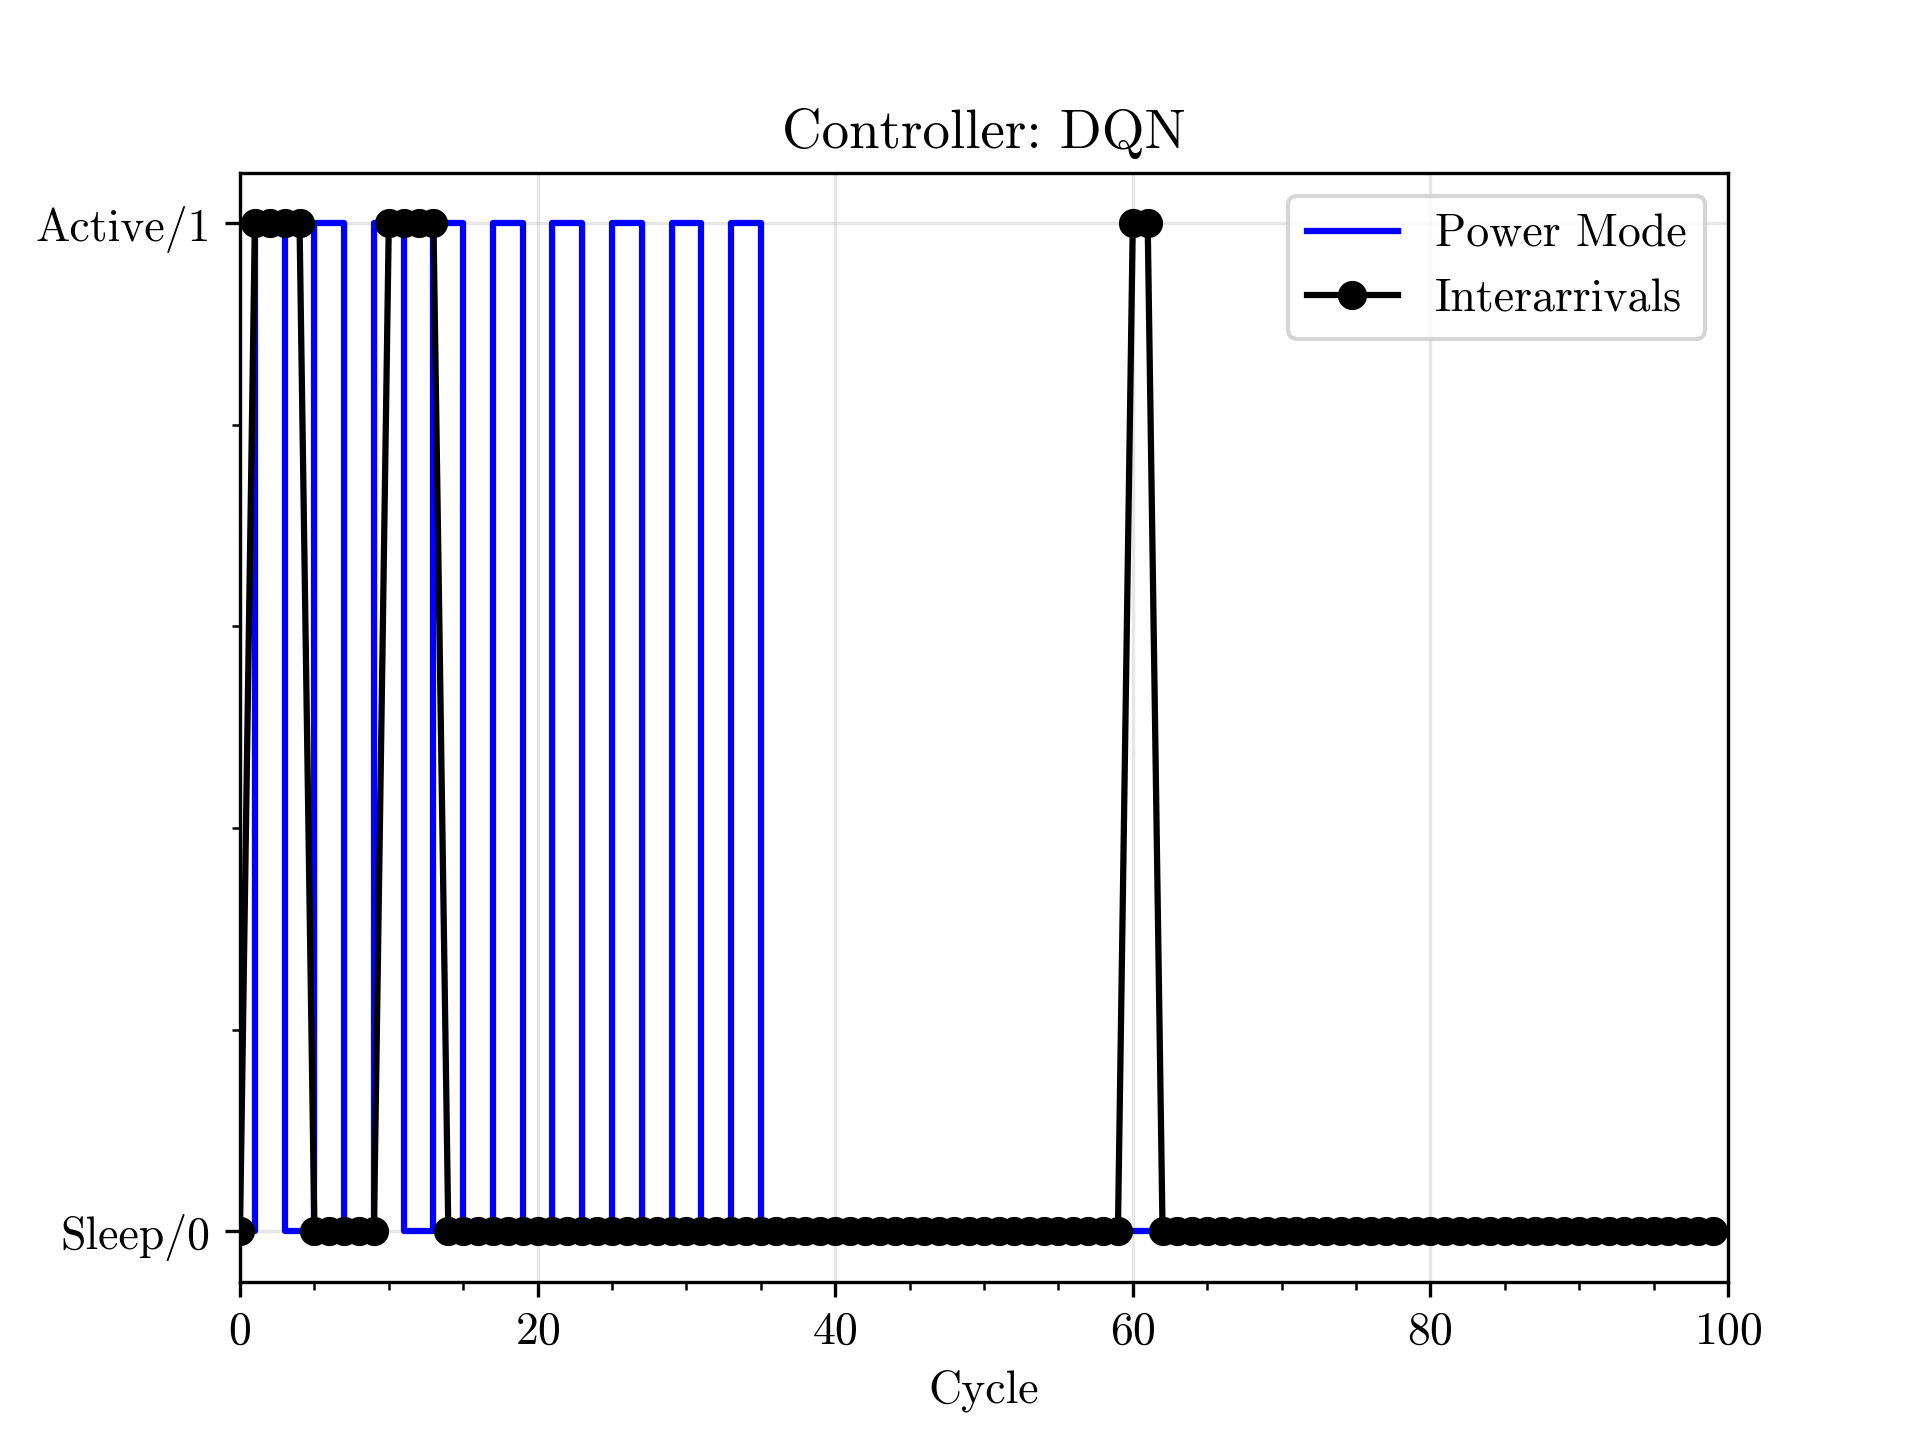 Controller: DQN
Active/1
Power Mode
Interarrivals
Sleep/0
0 20 40 60 80 100
Cycle